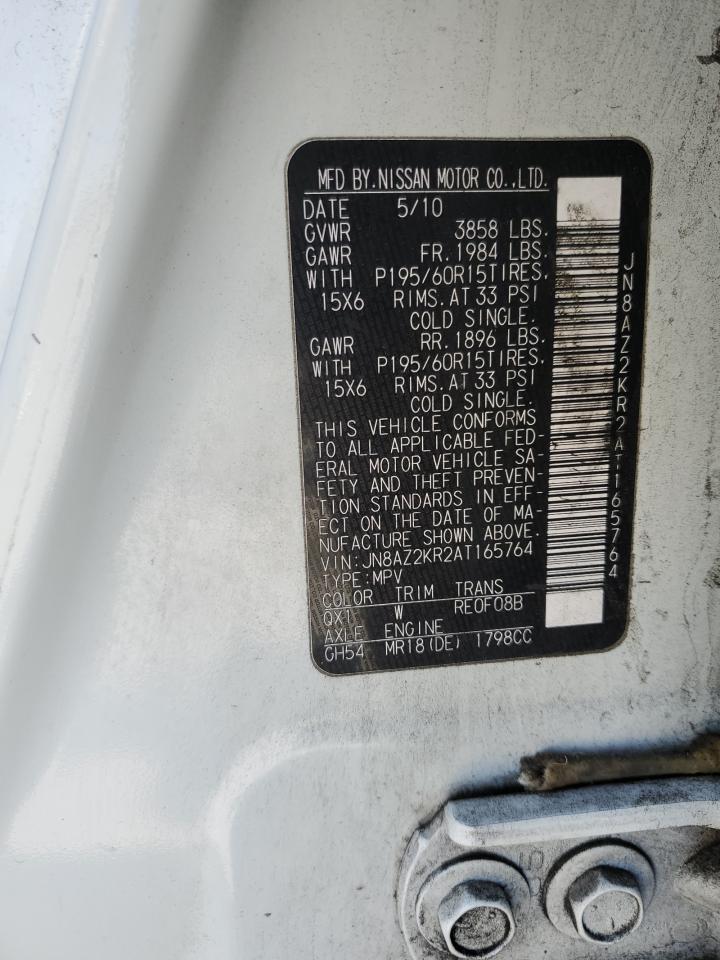 MFD BY.NISSAN MOTOR CO.,LTD.
DATE 5/10
GVWR 3858 LBS.
GAWR FR. 1984 LBS.
WITH P195/60R15TIRES.
15X6 RIMS. AT 33 PSI
COLD SINGLE.
GAWR RR. 1896 LBS.
WITH P195/60R15TIRES.
15X6 RIMS. AT 33 PSI
COLD SINGLE.
THIS VEHICLE CONFORMS
TO ALL APPLICABLE FED-
ERAL MOTOR VEHICLE SA-
FETY AND THEFT PREVEN-
TION STANDARDS IN EFF-
ECT ON THE DATE OF MA-
NUFACTURE SHOWN ABOVE.
VIN:JN8AZ2KR2AT165764
TYPE:MPV
COLOR TRIM TRANS
QX1 W RE0F08B
AXLE ENGINE
GH54 MR18(DE) 1798CC
JN8AZ2KR2AT165764